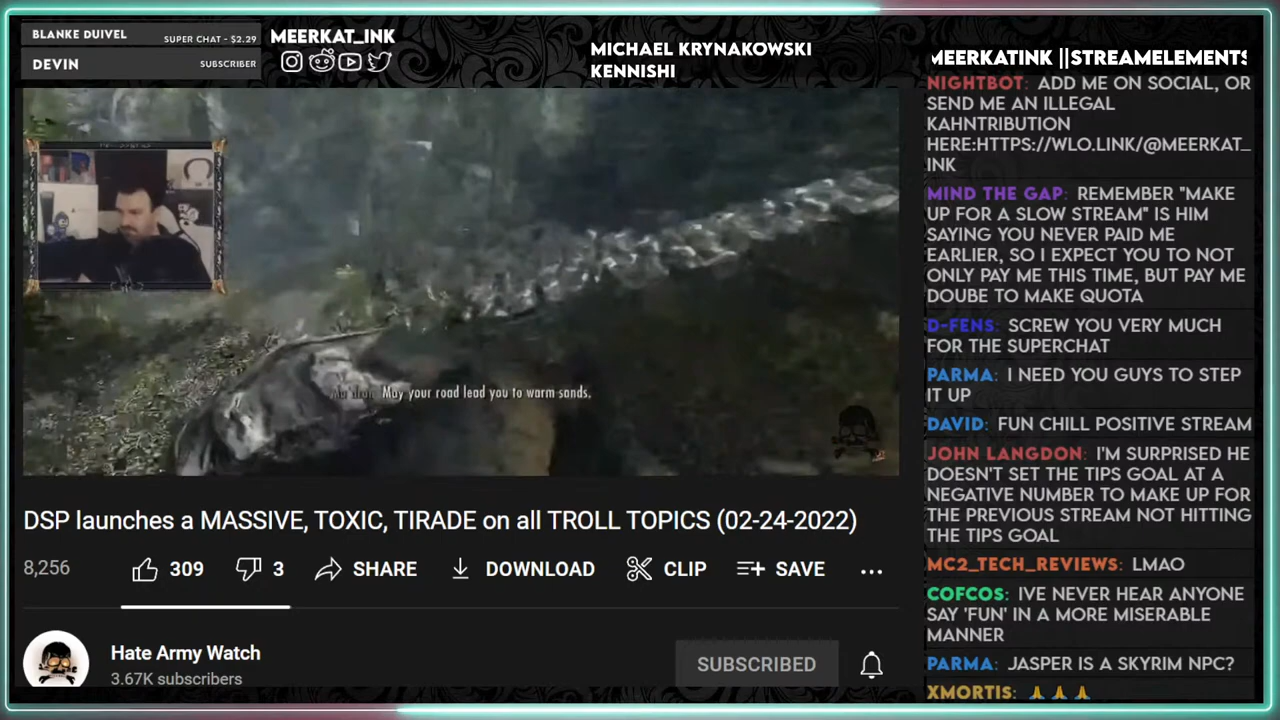 BLANKE DUIVEL
SUPER CHAT - $2.29
DEVIN
SUBSCRIBER
MEERKAT_INK
MICHAEL KRYNAKOWSKI
KENNISHI
MEERKATINK ||STREAMELEMENTS
May your road lead you to warm sands.
DSP launches a MASSIVE, TOXIC, TIRADE on all TROLL TOPICS (02-24-2022)
8,256
309
3
SHARE
DOWNLOAD
CLIP
SAVE
Hate Army Watch
3.67K subscribers
SUBSCRIBED
NIGHTBOT: ADD ME ON SOCIAL, OR
SEND ME AN ILLEGAL
KAHNTRIBUTION
HERE:HTTPS://WLO.LINK/@MEERKAT_
INK
MIND THE GAP: REMEMBER "MAKE
UP FOR A SLOW STREAM" IS HIM
SAYING YOU NEVER PAID ME
EARLIER, SO I EXPECT YOU TO NOT
ONLY PAY ME THIS TIME, BUT PAY ME
DOUBE TO MAKE QUOTA
D-FENS: SCREW YOU VERY MUCH
FOR THE SUPERCHAT
PARMA: I NEED YOU GUYS TO STEP
IT UP
DAVID: FUN CHILL POSITIVE STREAM
JOHN LANGDON: I'M SURPRISED HE
DOESN'T SET THE TIPS GOAL AT A
NEGATIVE NUMBER TO MAKE UP FOR
THE PREVIOUS STREAM NOT HITTING
THE TIPS GOAL
MC2_TECH_REVIEWS: LMAO
COFCOS: IVE NEVER HEAR ANYONE
SAY 'FUN' IN A MORE MISERABLE
MANNER
PARMA: JASPER IS A SKYRIM NPC?
XMORTIS: 🙏🙏🙏